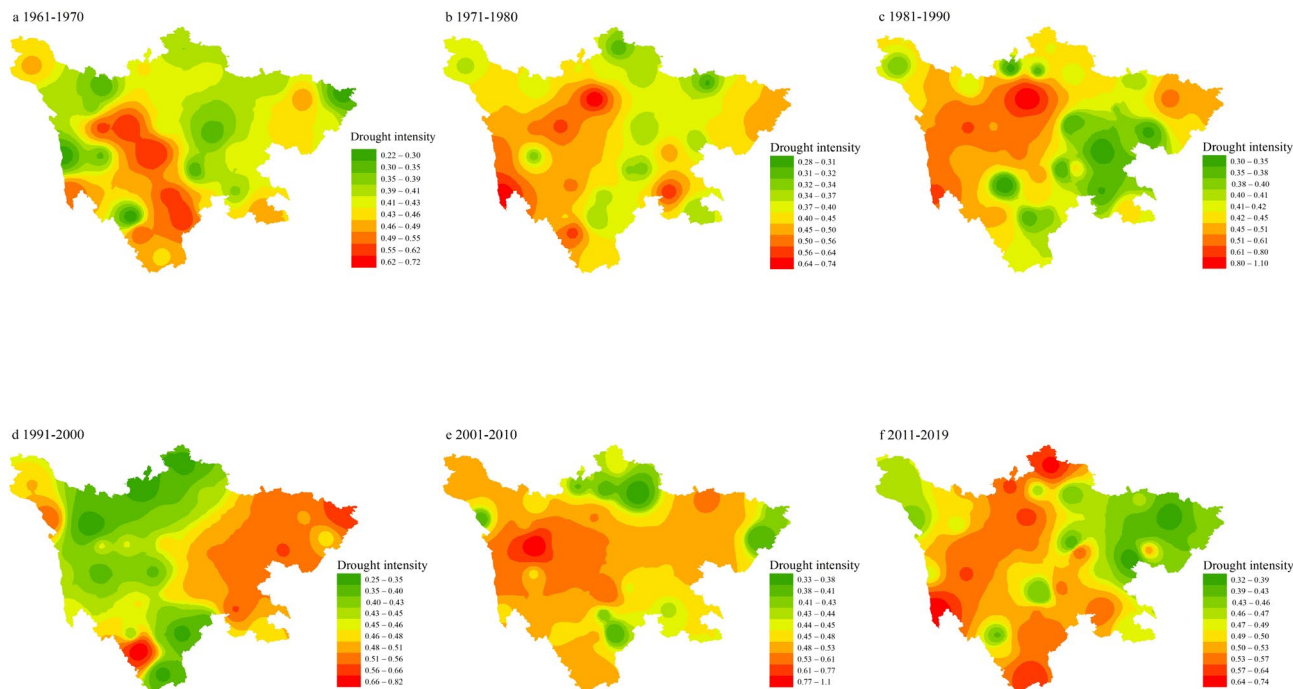 a 1961-1970
Drought intensity
0.22 – 0.30
0.30 – 0.35
0.35 – 0.39
0.39 – 0.41
0.41 – 0.43
0.43 – 0.46
0.46 – 0.49
0.49 – 0.55
0.55 – 0.62
0.62 – 0.72
b 1971-1980
Drought intensity
0.28 – 0.31
0.31 – 0.32
0.32 – 0.34
0.34 – 0.37
0.37 – 0.40
0.40 – 0.45
0.45 – 0.50
0.50 – 0.56
0.56 – 0.64
0.64 – 0.74
c 1981-1990
Drought intensity
0.30 – 0.35
0.35 – 0.38
0.38 – 0.40
0.40 – 0.41
0.41 – 0.42
0.42 – 0.45
0.45 – 0.51
0.51 – 0.61
0.61 – 0.80
0.80 – 1.10
d 1991-2000
Drought intensity
0.25 – 0.35
0.35 – 0.40
0.40 – 0.43
0.43 – 0.45
0.45 – 0.46
0.46 – 0.48
0.48 – 0.51
0.51 – 0.56
0.56 – 0.66
0.66 – 0.82
e 2001-2010
Drought intensity
0.33 – 0.38
0.38 – 0.41
0.41 – 0.43
0.43 – 0.44
0.44 – 0.45
0.45 – 0.48
0.48 – 0.53
0.53 – 0.61
0.61 – 0.77
0.77 – 1.1
f 2011-2019
Drought intensity
0.32 – 0.39
0.39 – 0.43
0.43 – 0.46
0.46 – 0.47
0.47 – 0.49
0.49 – 0.50
0.50 – 0.53
0.53 – 0.57
0.57 – 0.64
0.64 – 0.74